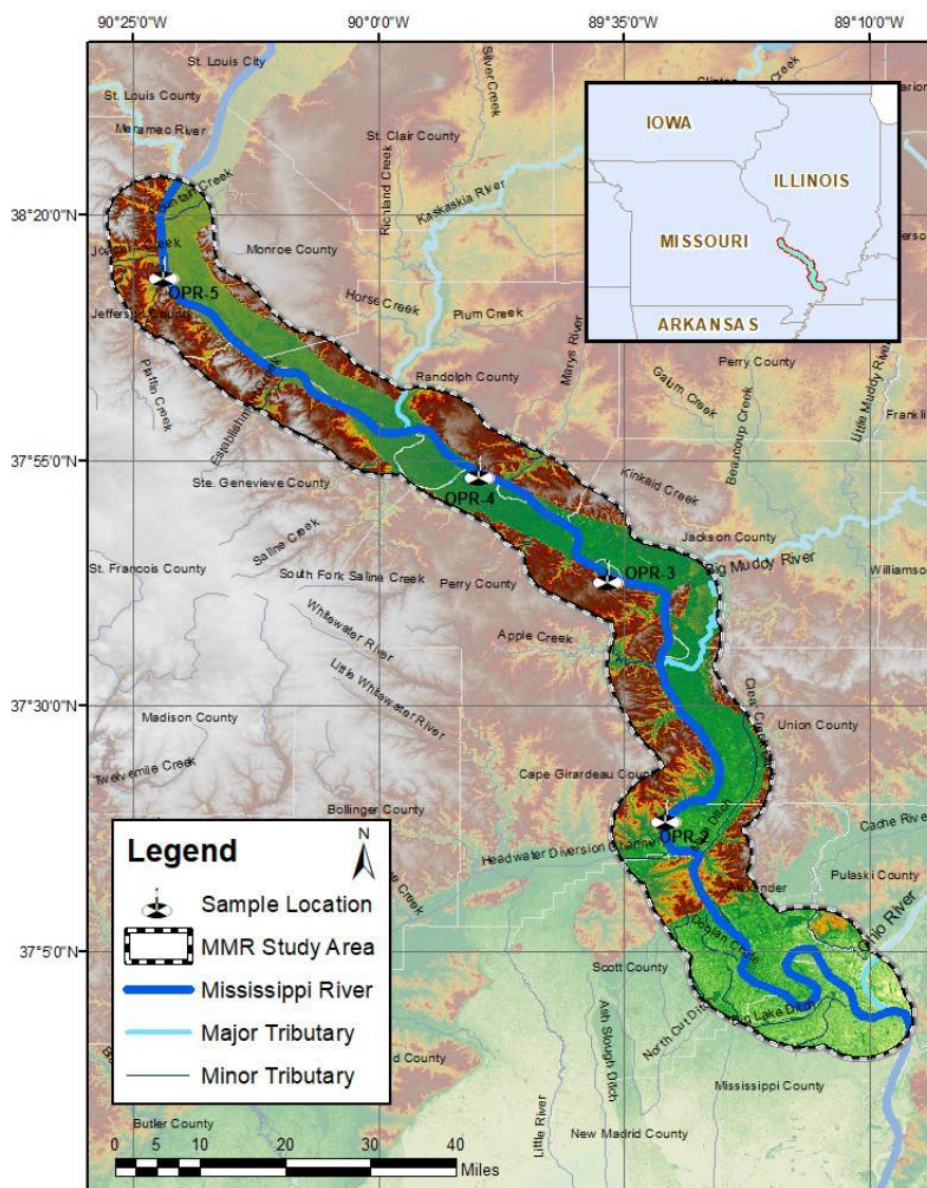 90°25'0"W
90°0'0"W
89°35'0"W
89°10'0"W
St. Louis City
St. Louis County
Meramec River
Silver Creek
St. Clair County
Richland Creek
Kaskaskia River
IOWA
ILLINOIS
MISSOURI
ARKANSAS
38°20'0"N
Monroe County
OPR-5
Horse Creek
Plum Creek
Marys River
Perry County
Little Muddy River
Galum Creek
Beaucoup Creek
Randolph County
Plattin Creek
37°55'0"N
Ste. Genevieve County
OPR-4
Kinkaid Creek
Jackson County
Saline Creek
OPR-3
Big Muddy River
St. Francois County
South Fork Saline Creek
Perry County
Williamson
Whitewater River
Apple Creek
Little Whitewater River
37°30'0"N
Madison County
Union County
Twelvemile Creek
Cape Girardeau County
Bollinger County
OPR-2
Cache River
Headwater Diversion Channel
Pulaski County
Alexander
Ohio River
37°5'0"N
Scott County
North Cut Ditch
Ash Slough Ditch
Mississippi County
Little River
New Madrid County
Butler County
Legend
N
Sample Location
MMR Study Area
Mississippi River
Major Tributary
Minor Tributary
0 5 10 20 30 40
Miles